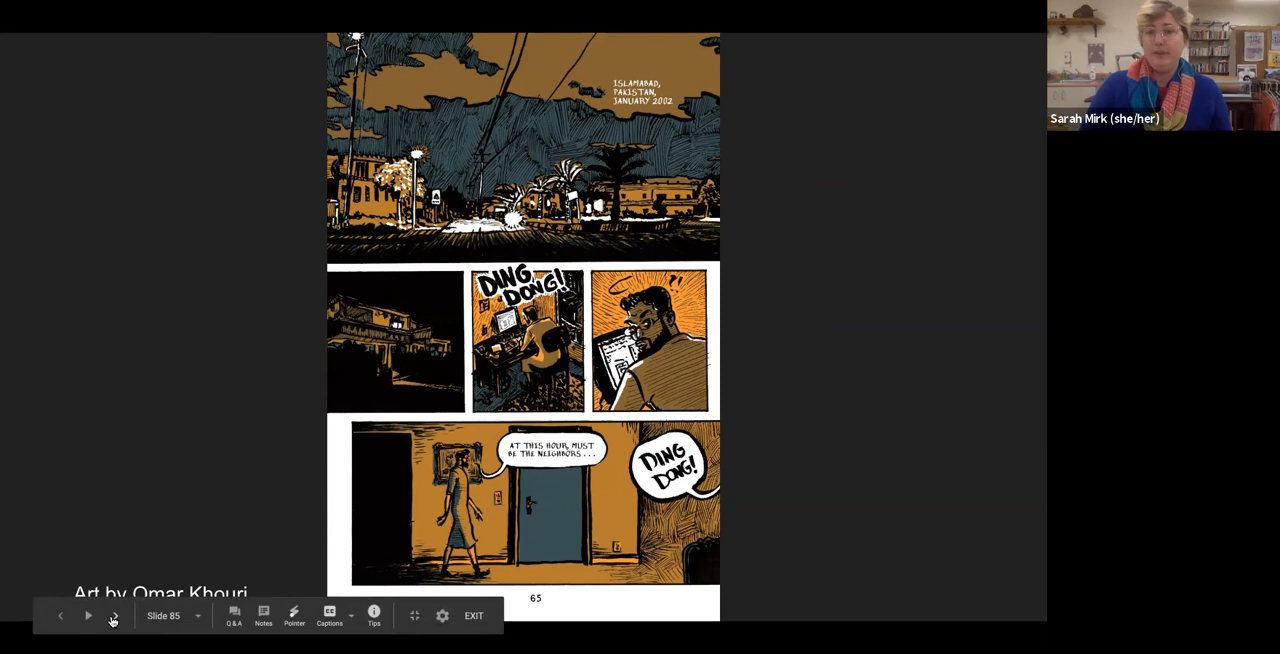 ISLAMABAD,
PAKISTAN,
JANUARY 2002
Sarah Mirk (she/her)
DING
DONG!
?!
AT THIS HOUR, MUST
BE THE NEIGHBORS...
DING
DONG!
65
Art by Omar Khouri
Slide 85
Q & A
Notes
Pointer
Captions
Tips
EXIT